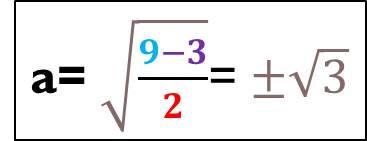 a= √((9−3)/2) = ±√3